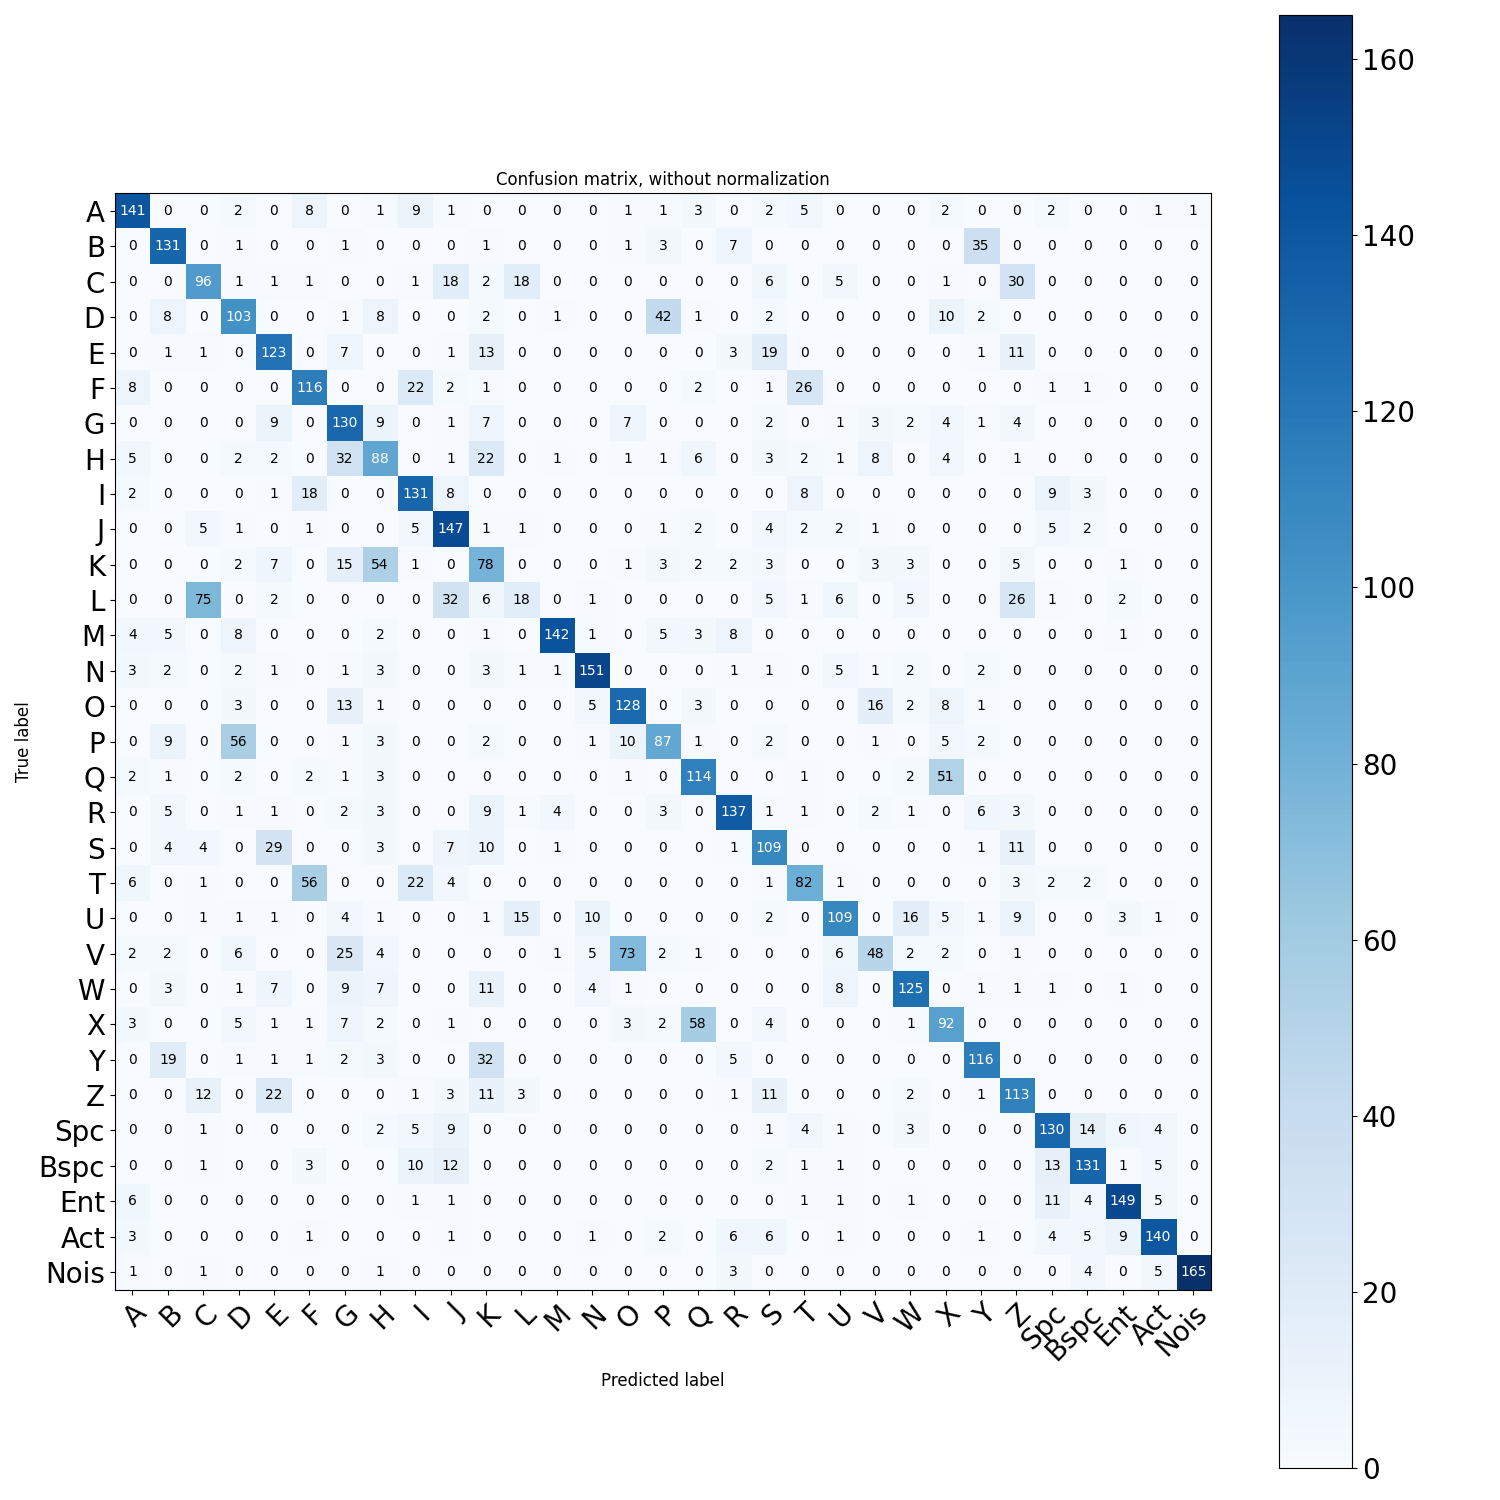 Confusion matrix, without normalization
A 141 0 0 2 0 8 0 1 9 1 0 0 0 0 1 1 3 0 2 5 0 0 0 2 0 0 2 0 0 1 1
B 0 131 0 1 0 0 1 0 0 0 1 0 0 0 1 3 0 7 0 0 0 0 0 0 35 0 0 0 0 0 0
C 0 0 96 1 1 1 0 0 1 18 2 18 0 0 0 0 0 0 6 0 5 0 0 1 0 30 0 0 0 0 0
D 0 8 0 103 0 0 1 8 0 0 2 0 1 0 0 42 1 0 2 0 0 0 0 10 2 0 0 0 0 0 0
E 0 1 1 0 123 0 7 0 0 1 13 0 0 0 0 0 0 3 19 0 0 0 0 0 1 11 0 0 0 0 0
F 8 0 0 0 0 116 0 0 22 2 1 0 0 0 0 0 2 0 1 26 0 0 0 0 0 0 1 1 0 0 0
G 0 0 0 0 9 0 130 9 0 1 7 0 0 0 7 0 0 0 2 0 1 3 2 4 1 4 0 0 0 0 0
H 5 0 0 2 2 0 32 88 0 1 22 0 1 0 1 1 6 0 3 2 1 8 0 4 0 1 0 0 0 0 0
I 2 0 0 0 1 18 0 0 131 8 0 0 0 0 0 0 0 0 0 8 0 0 0 0 0 0 9 3 0 0 0
J 0 0 5 1 0 1 0 0 5 147 1 1 0 0 0 1 2 0 4 2 2 1 0 0 0 0 5 2 0 0 0
K 0 0 0 2 7 0 15 54 1 0 78 0 0 0 1 3 2 2 3 0 0 3 3 0 0 5 0 0 1 0 0
L 0 0 75 0 2 0 0 0 0 32 6 18 0 1 0 0 0 0 5 1 6 0 5 0 0 26 1 0 2 0 0
M 4 5 0 8 0 0 0 2 0 0 1 0 142 1 0 5 3 8 0 0 0 0 0 0 0 0 0 0 1 0 0
N 3 2 0 2 1 0 1 3 0 0 3 1 1 151 0 0 0 1 1 0 5 1 2 0 2 0 0 0 0 0 0
O 0 0 0 3 0 0 13 1 0 0 0 0 0 5 128 0 3 0 0 0 0 16 2 8 1 0 0 0 0 0 0
P 0 9 0 56 0 0 1 3 0 0 2 0 0 1 10 87 1 0 2 0 0 1 0 5 2 0 0 0 0 0 0
Q 2 1 0 2 0 2 1 3 0 0 0 0 0 0 1 0 114 0 0 1 0 0 2 51 0 0 0 0 0 0 0
R 0 5 0 1 1 0 2 3 0 0 9 1 4 0 0 3 0 137 1 1 0 2 1 0 6 3 0 0 0 0 0
S 0 4 4 0 29 0 0 3 0 7 10 0 1 0 0 0 0 1 109 0 0 0 0 0 1 11 0 0 0 0 0
T 6 0 1 0 0 56 0 0 22 4 0 0 0 0 0 0 0 0 1 82 1 0 0 0 0 3 2 2 0 0 0
U 0 0 1 1 1 0 4 1 0 0 1 15 0 10 0 0 0 0 2 0 109 0 16 5 1 9 0 0 3 1 0
V 2 2 0 6 0 0 25 4 0 0 0 0 1 5 73 2 1 0 0 0 6 48 2 2 0 1 0 0 0 0 0
W 0 3 0 1 7 0 9 7 0 0 11 0 0 4 1 0 0 0 0 0 8 0 125 0 1 1 1 0 1 0 0
X 3 0 0 5 1 1 7 2 0 1 0 0 0 0 3 2 58 0 4 0 0 0 1 92 0 0 0 0 0 0 0
Y 0 19 0 1 1 1 2 3 0 0 32 0 0 0 0 0 0 5 0 0 0 0 0 0 116 0 0 0 0 0 0
Z 0 0 12 0 22 0 0 0 1 3 11 3 0 0 0 0 0 1 11 0 0 0 2 0 1 113 0 0 0 0 0
Spc 0 0 1 0 0 0 0 2 5 9 0 0 0 0 0 0 0 0 1 4 1 0 3 0 0 0 130 14 6 4 0
Bspc 0 0 1 0 0 3 0 0 10 12 0 0 0 0 0 0 0 0 2 1 1 0 0 0 0 0 13 131 1 5 0
Ent 6 0 0 0 0 0 0 0 1 1 0 0 0 0 0 0 0 0 0 1 1 0 1 0 0 0 11 4 149 5 0
Act 3 0 0 0 0 1 0 0 0 1 0 0 0 1 0 2 0 6 6 0 1 0 0 0 1 0 4 5 9 140 0
Nois 1 0 1 0 0 0 0 1 0 0 0 0 0 0 0 0 0 3 0 0 0 0 0 0 0 0 0 4 0 5 165
A B C D E F G H I J K L M N O P Q R S T U V W X Y Z Spc Bspc Ent Act Nois
Predicted label
True label
160
140
120
100
80
60
40
20
0